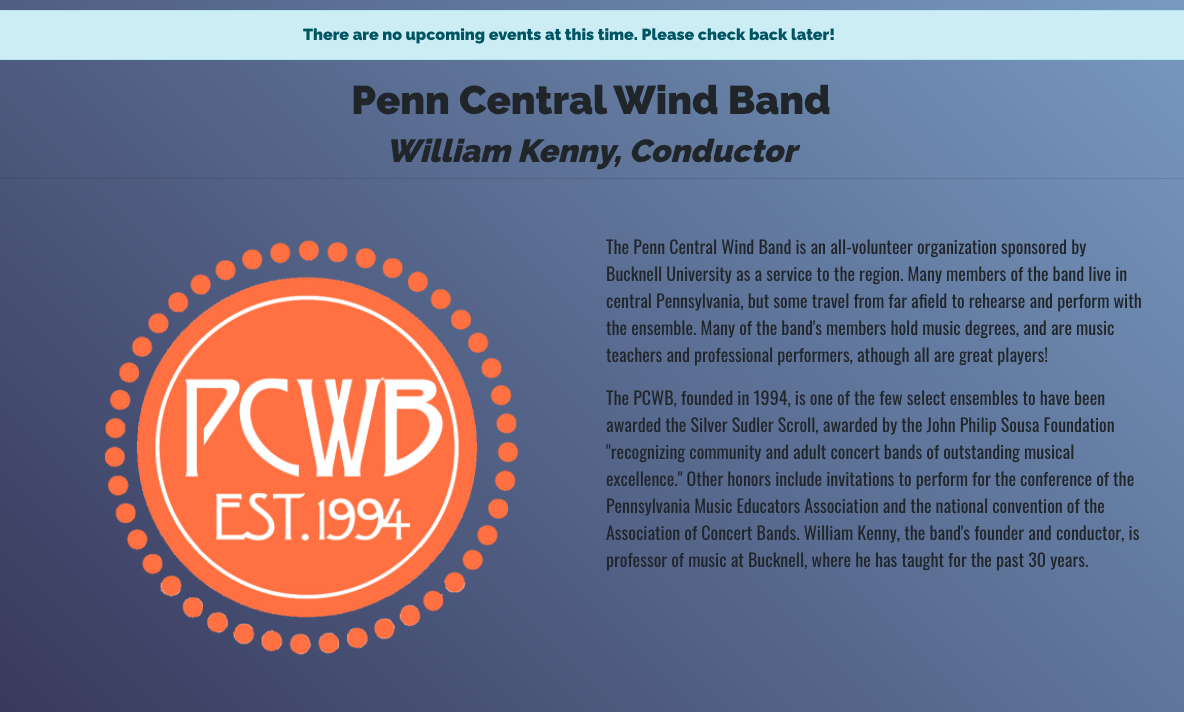 There are no upcoming events at this time. Please check back later!
Penn Central Wind Band
William Kenny, Conductor
PCWB
EST. 1994
The Penn Central Wind Band is an all-volunteer organization sponsored by
Bucknell University as a service to the region. Many members of the band live in
central Pennsylvania, but some travel from far afield to rehearse and perform with
the ensemble. Many of the band's members hold music degrees, and are music
teachers and professional performers, athough all are great players!
The PCWB, founded in 1994, is one of the few select ensembles to have been
awarded the Silver Sudler Scroll, awarded by the John Philip Sousa Foundation
"recognizing community and adult concert bands of outstanding musical
excellence." Other honors include invitations to perform for the conference of the
Pennsylvania Music Educators Association and the national convention of the
Association of Concert Bands. William Kenny, the band's founder and conductor, is
professor of music at Bucknell, where he has taught for the past 30 years.